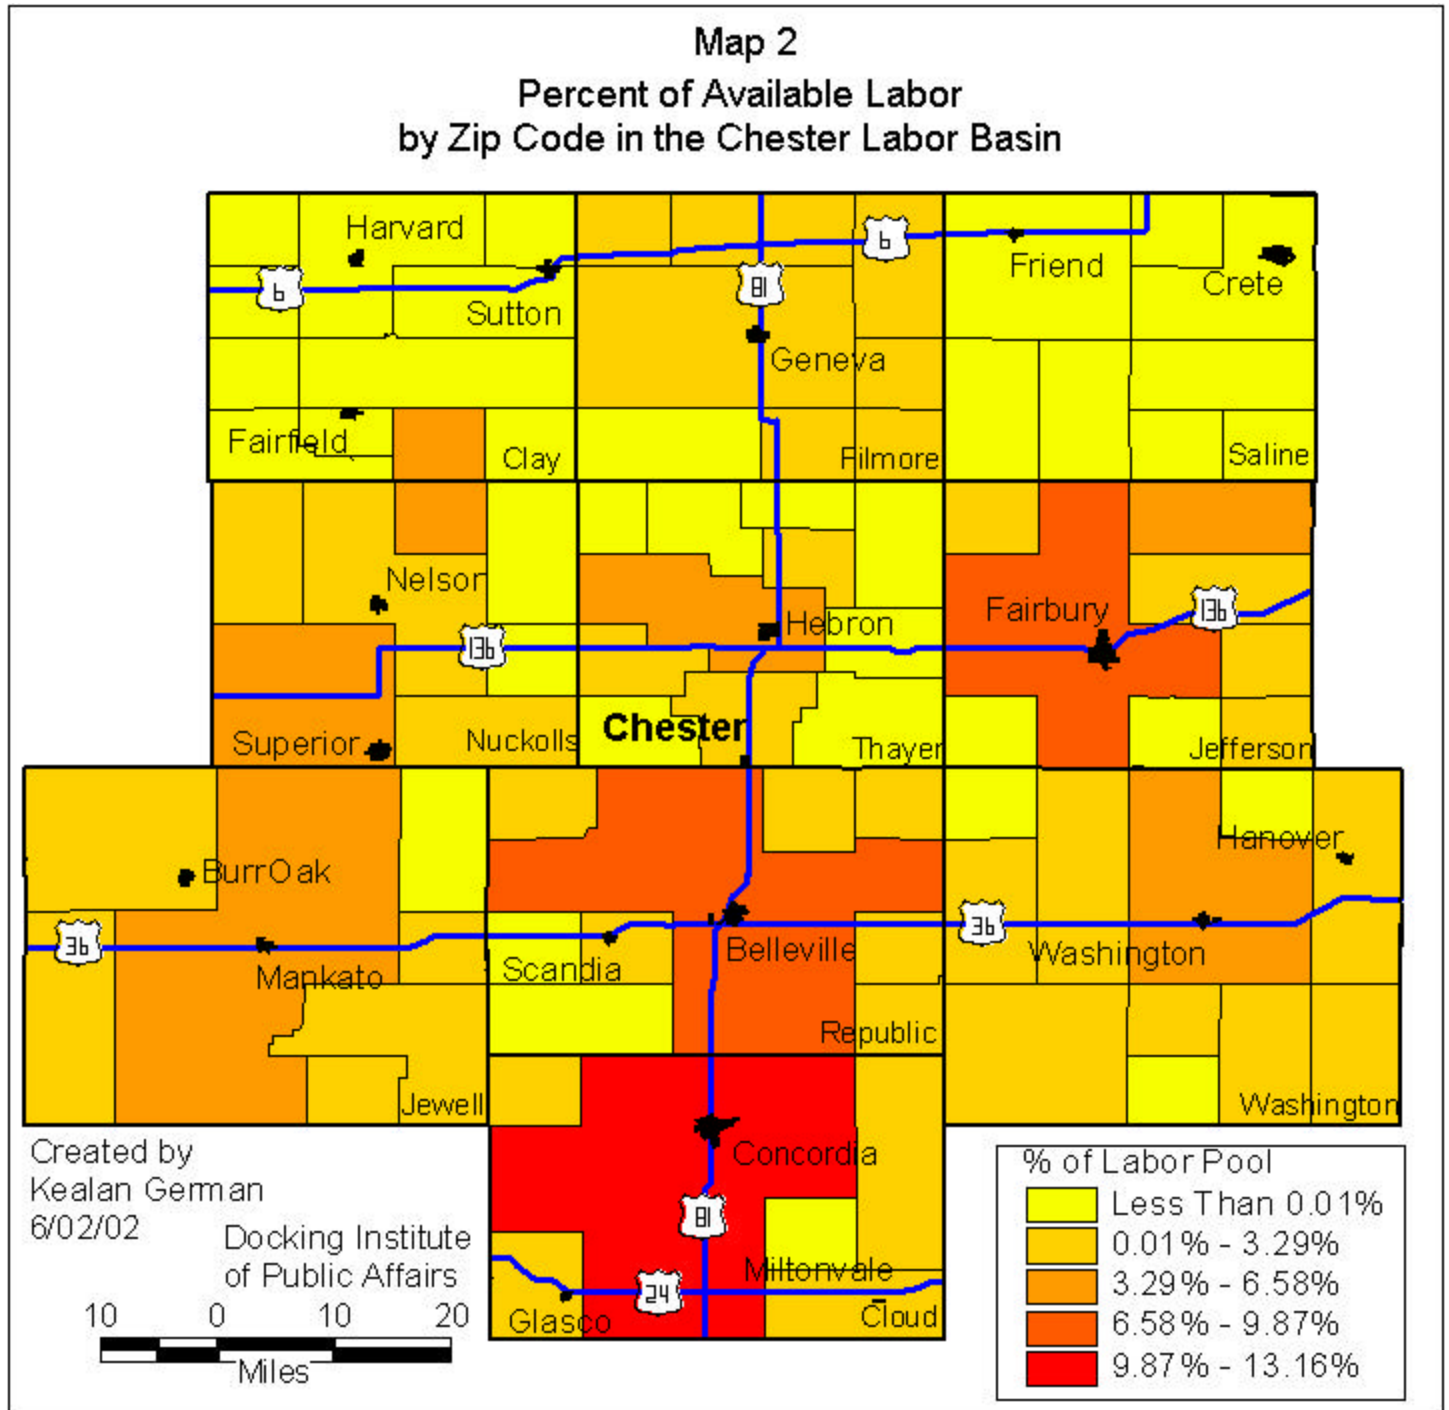 Map 2
Percent of Available Labor
by Zip Code in the Chester Labor Basin
Harvard
6
Friend
Crete
6
81
Sutton
Geneva
Fairfield
Clay
Filmore
Saline
Nelson
Fairbury
136
Hebron
136
Superior
Nuckolls
Chester
Thayer
Jefferson
BurrOak
Hanover
36
Mankato
Scandia
Belleville
36
Washington
Republic
Jewell
Washington
Created by
Kealan German
6/02/02
Docking Institute
of Public Affairs
10 0 10 20
Miles
Concordia
81
Miltonvale
24
Glasco
Cloud
% of Labor Pool
Less Than 0.01%
0.01% - 3.29%
3.29% - 6.58%
6.58% - 9.87%
9.87% - 13.16%